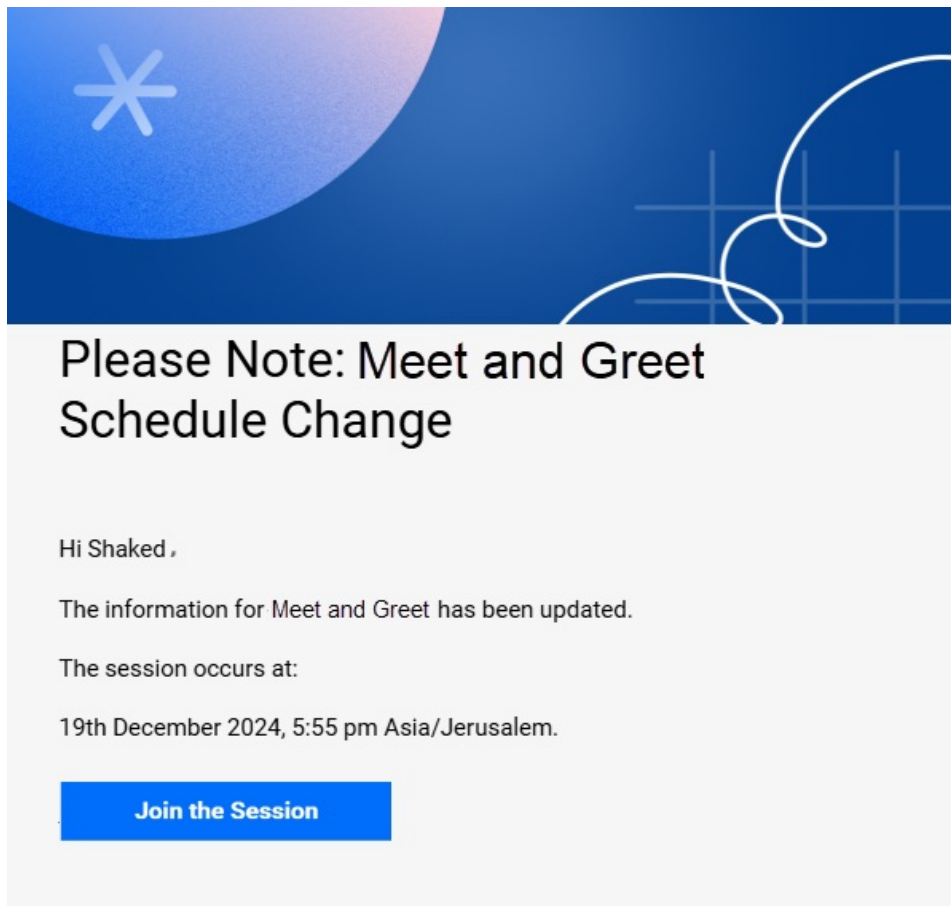 Please Note: Meet and Greet
Schedule Change
Hi Shaked,
The information for Meet and Greet has been updated.
The session occurs at:
19th December 2024, 5:55 pm Asia/Jerusalem.
Join the Session